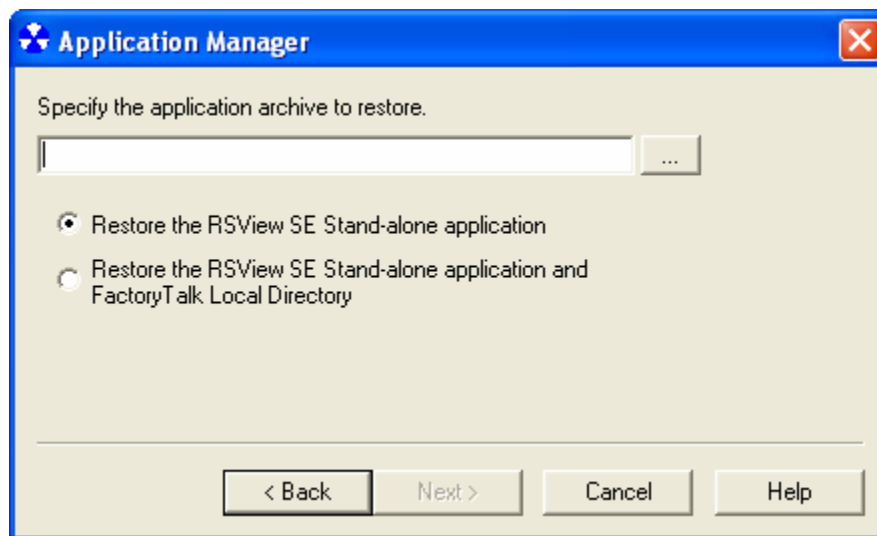 Application Manager
Specify the application archive to restore.
...
Restore the RSView SE Stand-alone application
Restore the RSView SE Stand-alone application and
FactoryTalk Local Directory
< Back
Next >
Cancel
Help